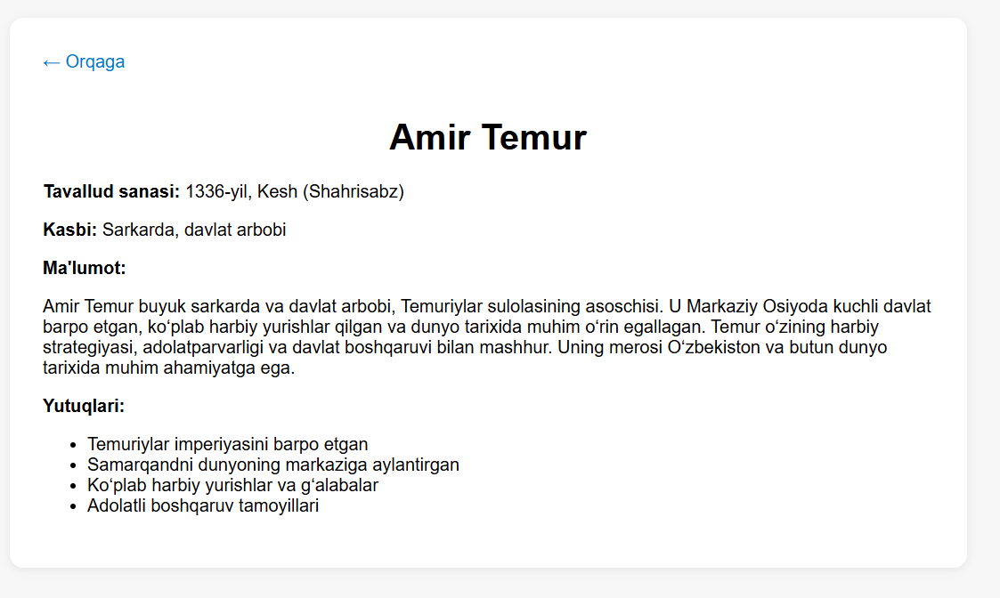 ← Orqaga
Amir Temur
Tavallud sanasi: 1336-yil, Kesh (Shahrisabz)
Kasbi: Sarkarda, davlat arbobi
Ma'lumot:
Amir Temur buyuk sarkarda va davlat arbobi, Temuriylar sulolasining asoschisi. U Markaziy Osiyoda kuchli davlat
barpo etgan, ko‘plab harbiy yurishlar qilgan va dunyo tarixida muhim o‘rin egallagan. Temur o‘zining harbiy
strategiyasi, adolatparvarligi va davlat boshqaruvi bilan mashhur. Uning merosi O‘zbekiston va butun dunyo
tarixida muhim ahamiyatga ega.
Yutuqlari:
• Temuriylar imperiyasini barpo etgan
• Samarqandni dunyoning markaziga aylantirgan
• Ko‘plab harbiy yurishlar va g‘alabalar
• Adolatli boshqaruv tamoyillari